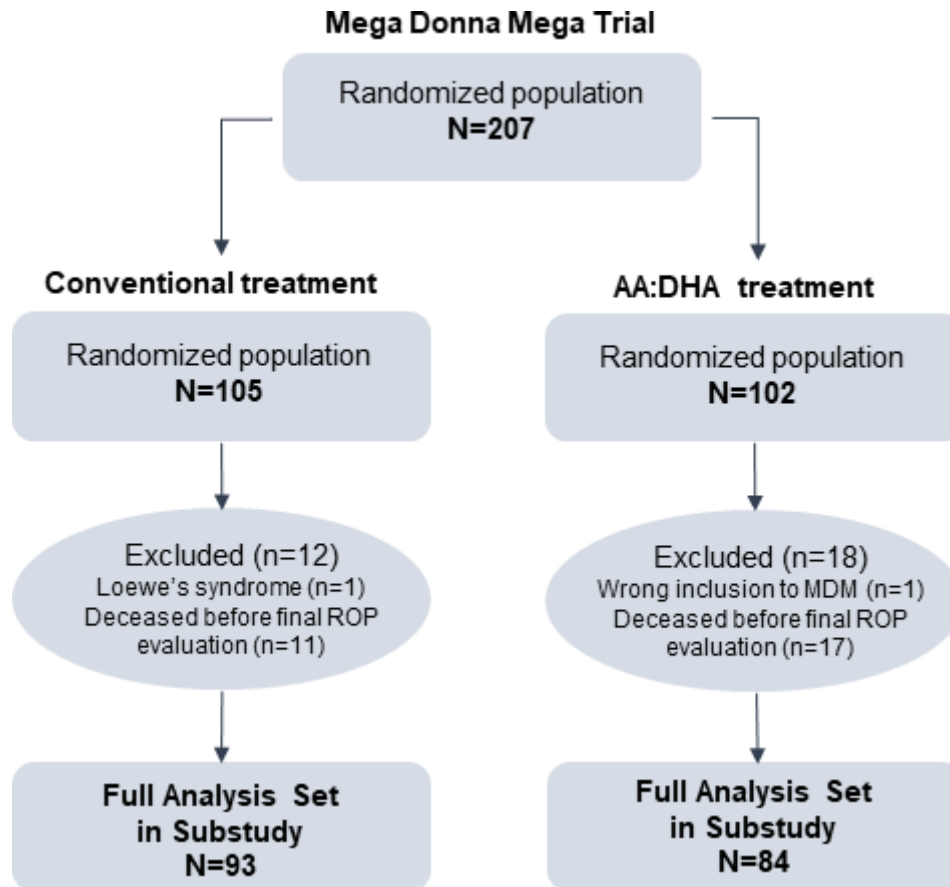 Mega Donna Mega Trial
Randomized population
N=207
Conventional treatment
Randomized population
N=105
Excluded (n=12)
Loewe's syndrome (n=1)
Deceased before final ROP
evaluation (n=11)
Full Analysis Set
in Substudy
N=93
AA:DHA treatment
Randomized population
N=102
Excluded (n=18)
Wrong inclusion to MDM (n=1)
Deceased before final ROP
evaluation (n=17)
Full Analysis Set
in Substudy
N=84